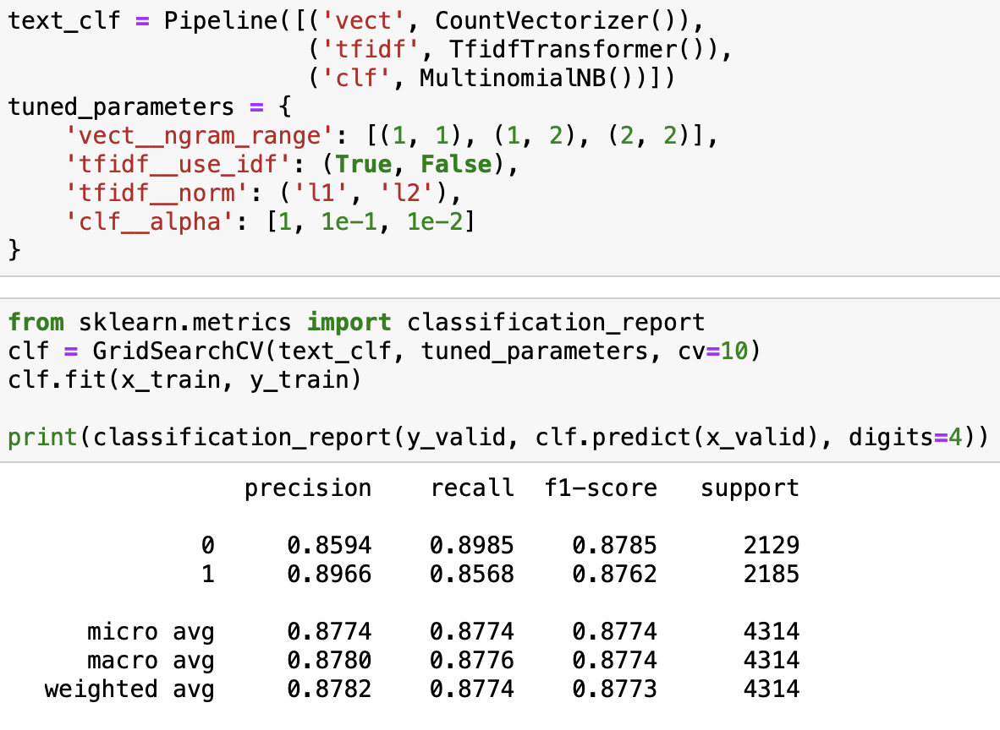 text_clf = Pipeline([('vect', CountVectorizer()),
                     ('tfidf', TfidfTransformer()),
                     ('clf', MultinomialNB())])
tuned_parameters = {
    'vect__ngram_range': [(1, 1), (1, 2), (2, 2)],
    'tfidf__use_idf': (True, False),
    'tfidf__norm': ('l1', 'l2'),
    'clf__alpha': [1, 1e-1, 1e-2]
}
from sklearn.metrics import classification_report
clf = GridSearchCV(text_clf, tuned_parameters, cv=10)
clf.fit(x_train, y_train)
print(classification_report(y_valid, clf.predict(x_valid), digits=4))
              precision    recall  f1-score   support
           0     0.8594    0.8985    0.8785      2129
           1     0.8966    0.8568    0.8762      2185
   micro avg     0.8774    0.8774    0.8774      4314
   macro avg     0.8780    0.8776    0.8774      4314
weighted avg     0.8782    0.8774    0.8773      4314